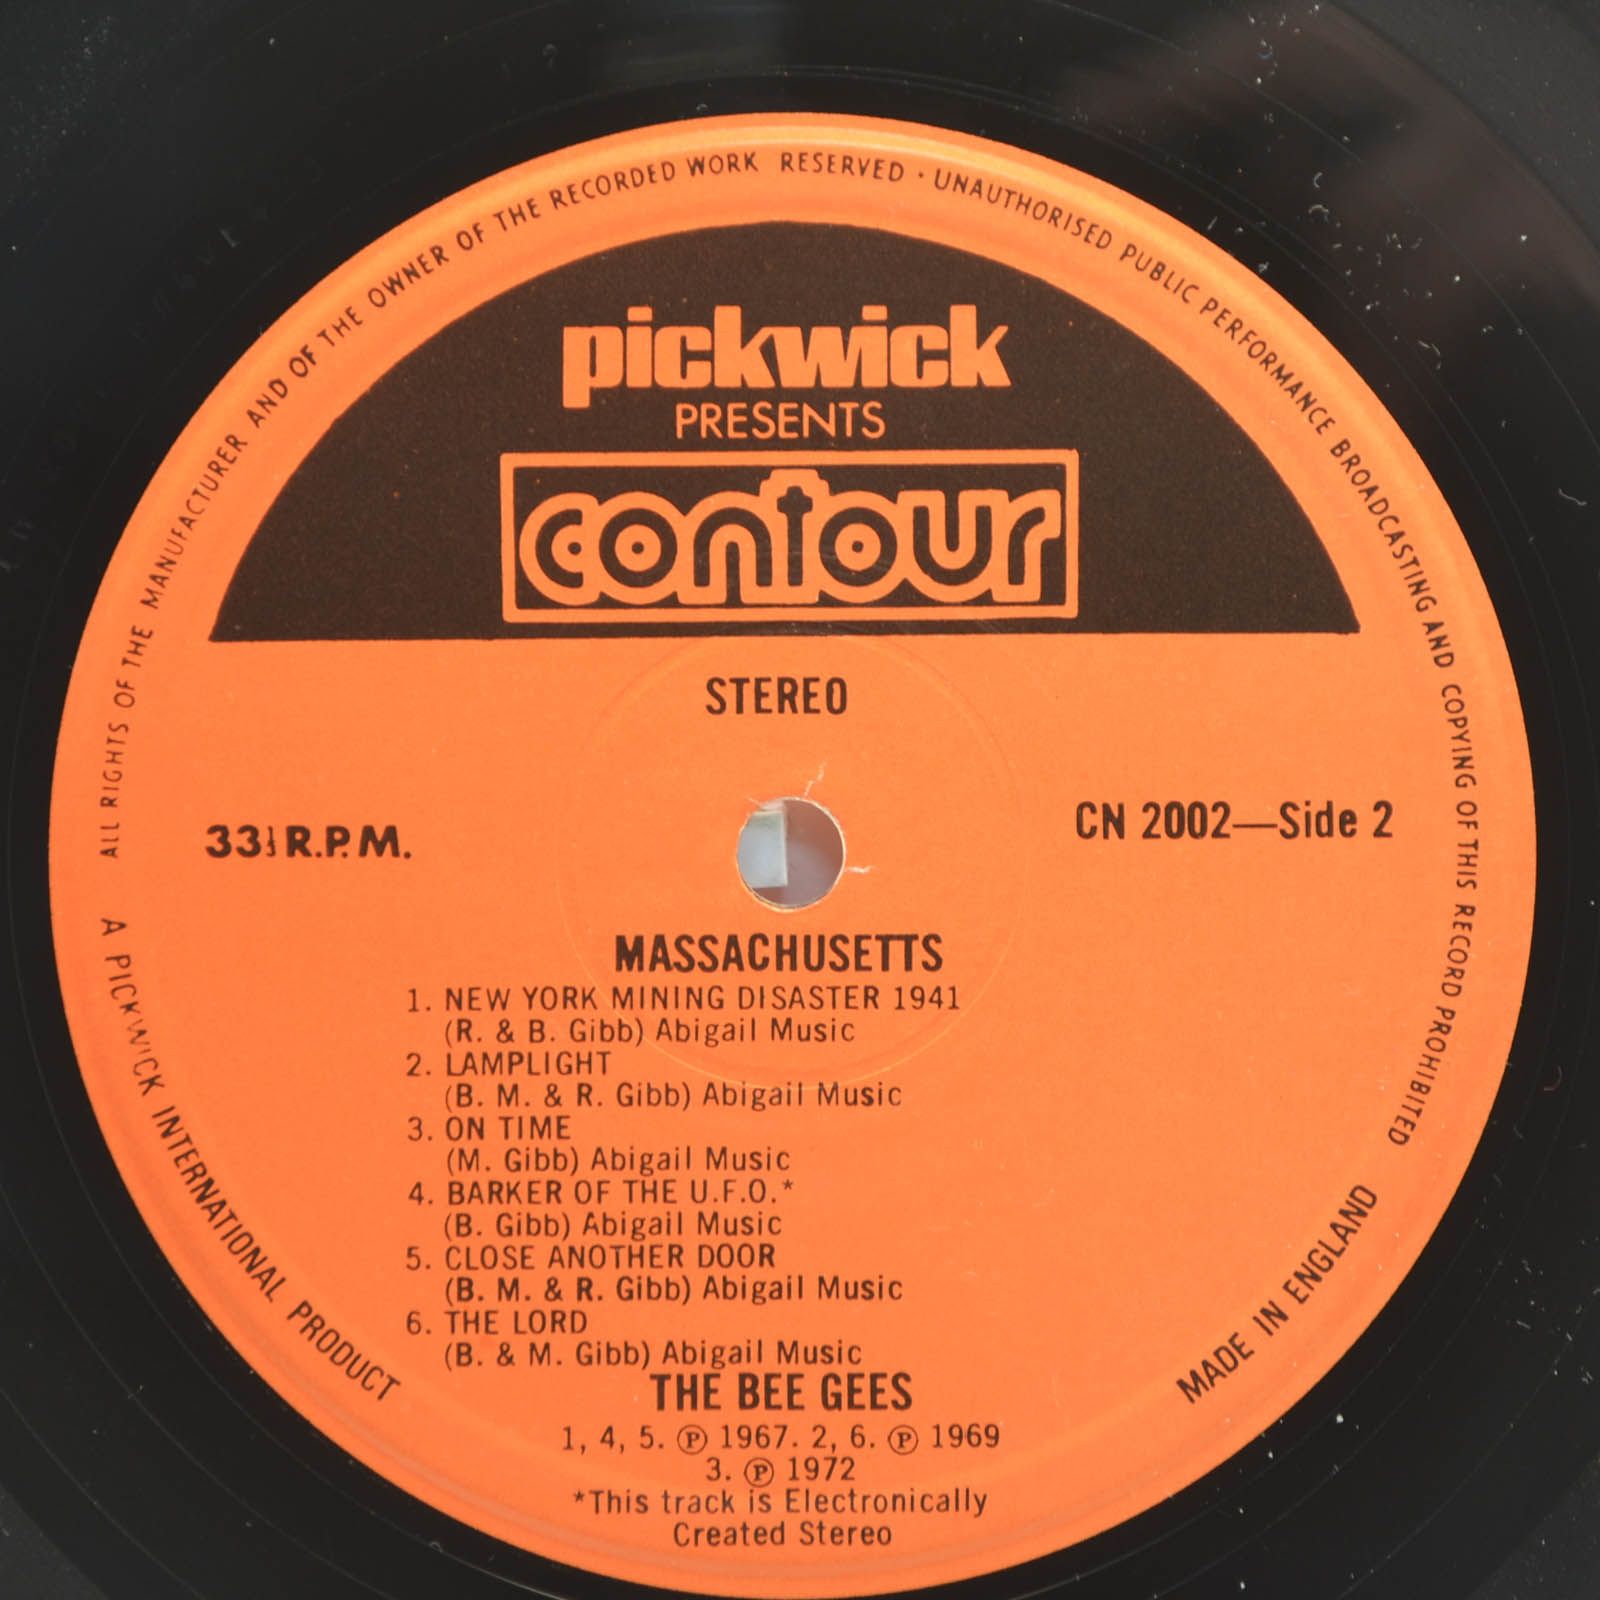 ALL RIGHTS OF THE MANUFACTURER AND OF THE OWNER OF THE RECORDED WORK RESERVED · UNAUTHORISED PUBLIC PERFORMANCE BROADCASTING AND COPYING OF THIS RECORD PROHIBITED
pickwick
PRESENTS
contour
STEREO
33⅓ R.P.M.
CN 2002—Side 2
MASSACHUSETTS
1. NEW YORK MINING DISASTER 1941
(R. & B. Gibb) Abigail Music
2. LAMPLIGHT
(B. M. & R. Gibb) Abigail Music
3. ON TIME
(M. Gibb) Abigail Music
4. BARKER OF THE U.F.O.*
(B. Gibb) Abigail Music
5. CLOSE ANOTHER DOOR
(B. M. & R. Gibb) Abigail Music
6. THE LORD
(B. & M. Gibb) Abigail Music
THE BEE GEES
1, 4, 5. ℗ 1967. 2, 6. ℗ 1969
3. ℗ 1972
*This track is Electronically
Created Stereo
A PICKWICK INTERNATIONAL PRODUCT
MADE IN ENGLAND